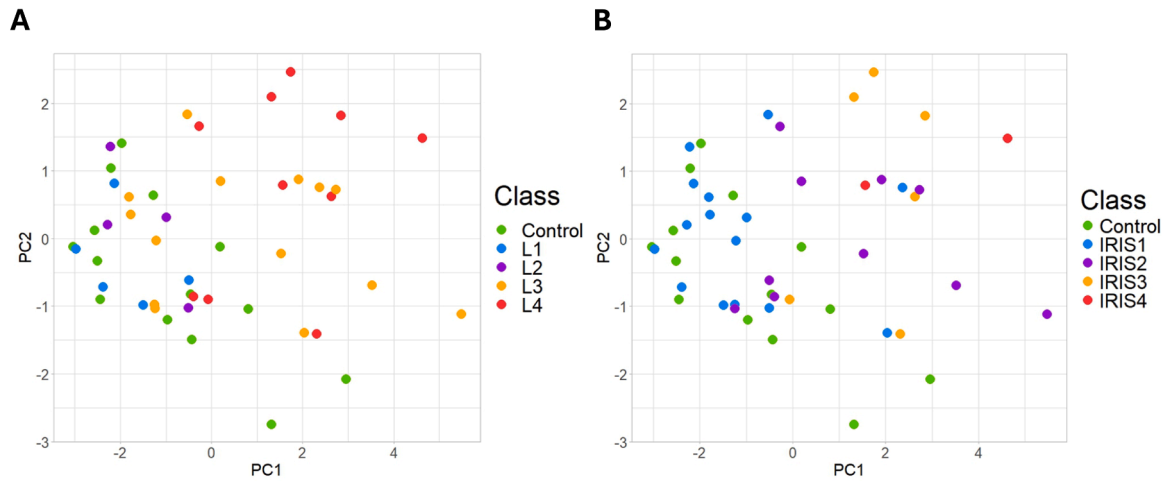 A
B
2
1
0
-1
-2
-3
PC2
-2
0
2
4
PC1
Class
Control
L1
L2
L3
L4
2
1
0
-1
-2
-3
PC2
-2
0
2
4
PC1
Class
Control
IRIS1
IRIS2
IRIS3
IRIS4